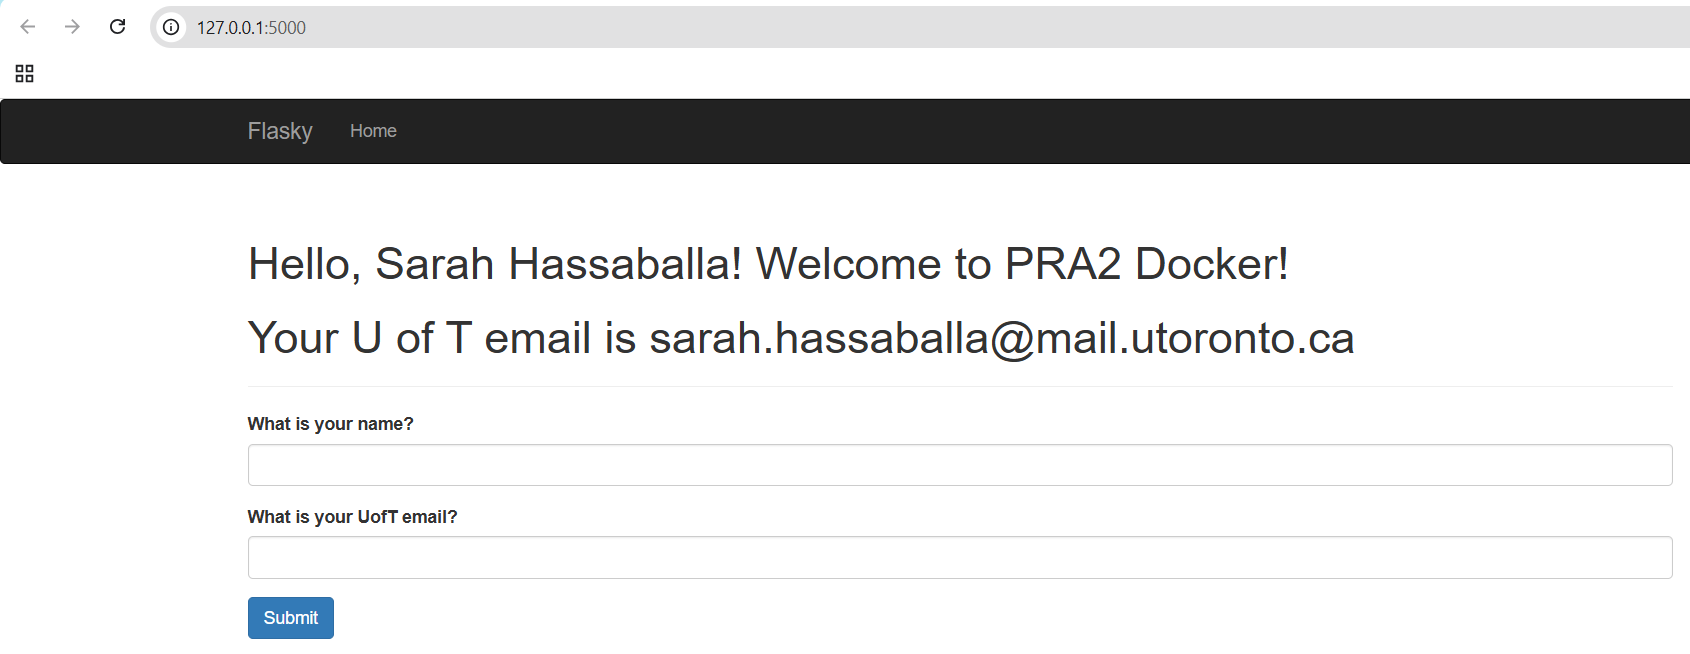 127.0.0.1:5000
Flasky Home
Hello, Sarah Hassaballa! Welcome to PRA2 Docker!
Your U of T email is sarah.hassaballa@mail.utoronto.ca
What is your name?
What is your UofT email?
Submit